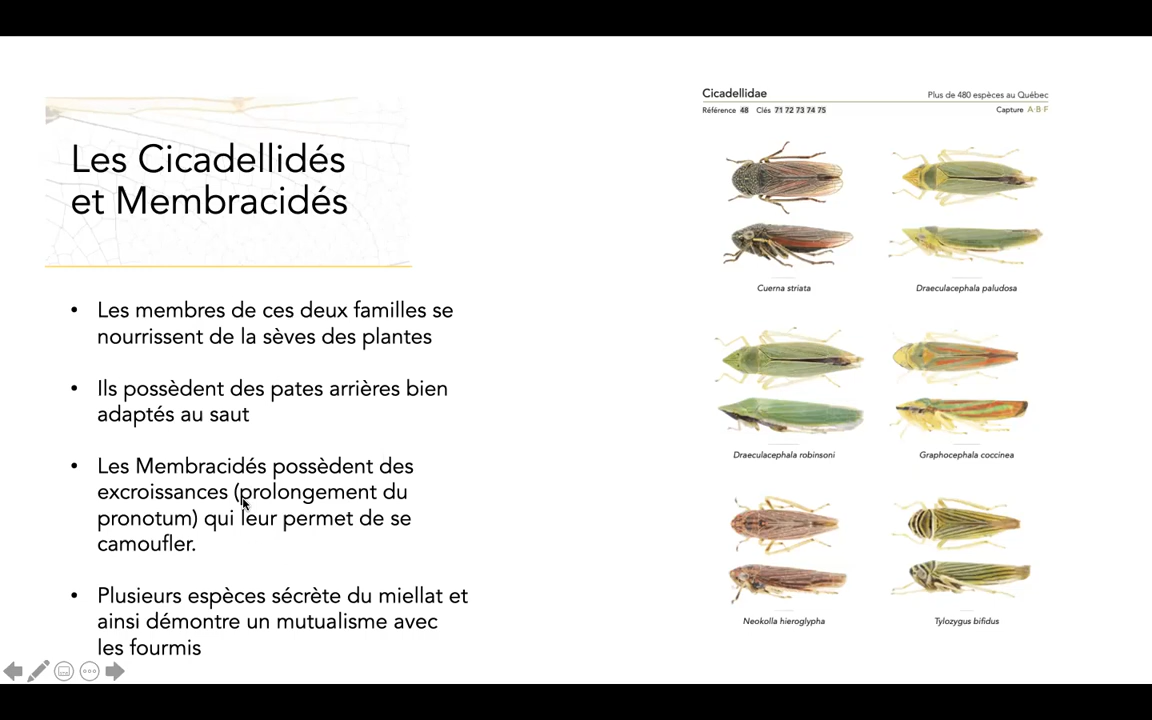 Les Cicadellidés
et Membracidés
• Les membres de ces deux familles se
nourrissent de la sèves des plantes
• Ils possèdent des pates arrières bien
adaptés au saut
• Les Membracidés possèdent des
excroissances (prolongement du
pronotum) qui leur permet de se
camoufler.
• Plusieurs espèces sécrète du miellat et
ainsi démontre un mutualisme avec
les fourmis
Cicadellidae
Plus de 480 espèces au Québec
Référence 48 Clés 71 72 73 74 75
Capture A B F
Cuerna striata
Draeculacephala paludosa
Draeculacephala robinsoni
Graphocephala coccinea
Neokolla hieroglypha
Tylozygus bifidus